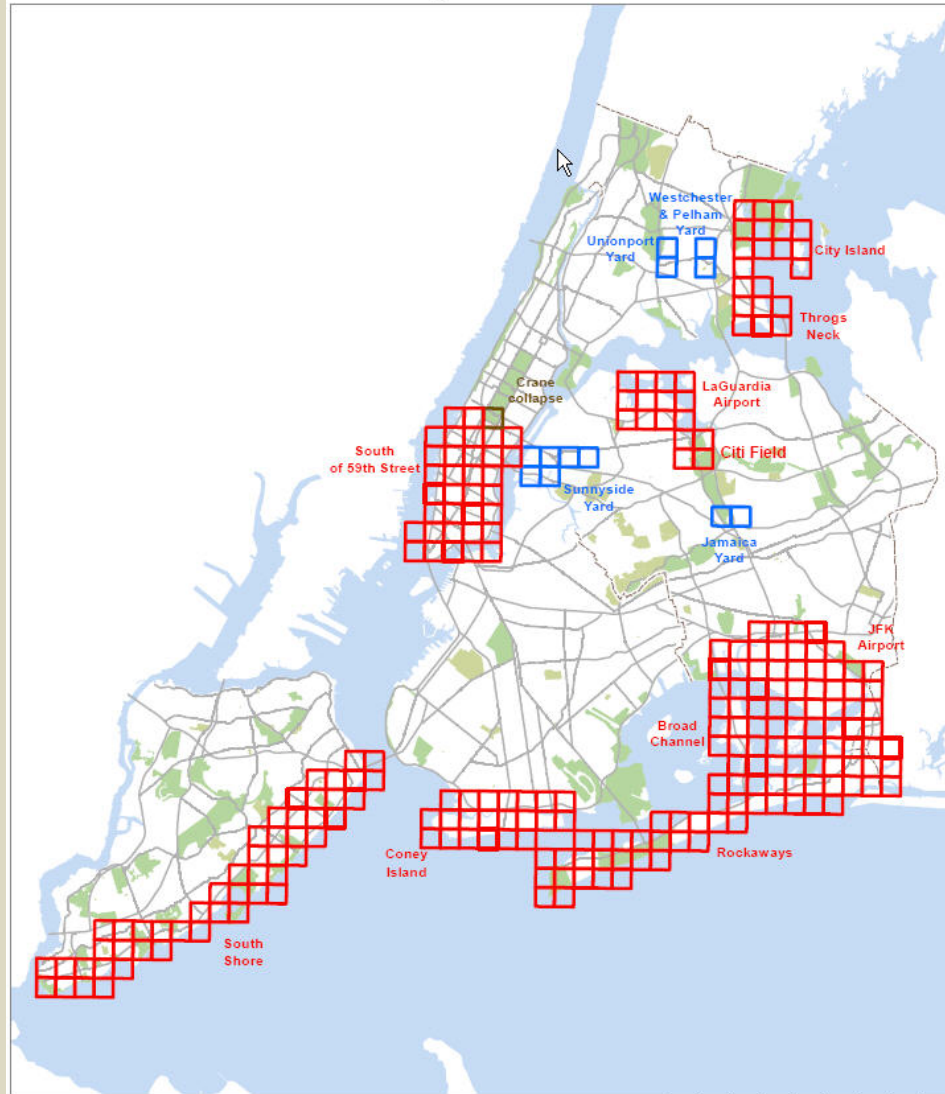 Westchester
& Pelham
Yard
Unionport
Yard
City Island
Throgs
Neck
Crane
collapse
LaGuardia
Airport
South
of 59th Street
Citi Field
Sunnyside
Yard
Jamaica
Yard
JFK
Airport
Broad
Channel
Coney
Island
Rockaways
South
Shore